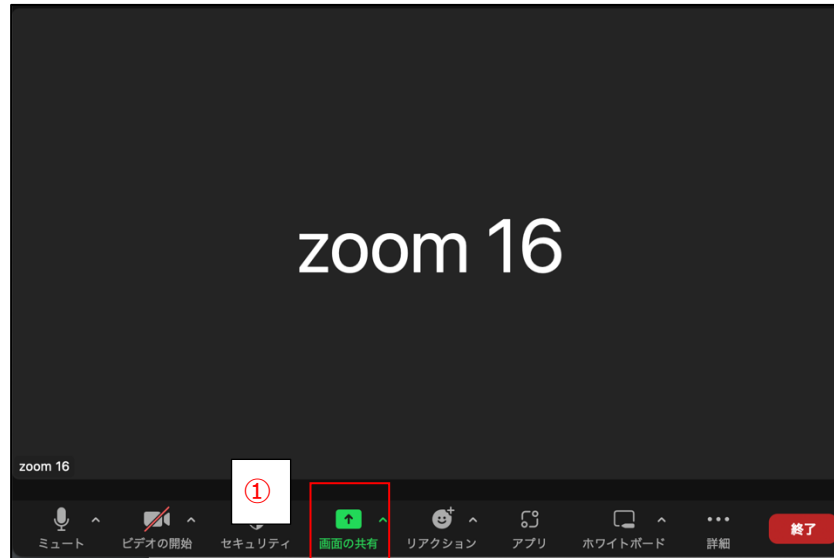 zoom 16
zoom 16
①
ミュート
ビデオの開始
セキュリティ
画面の共有
リアクション
アプリ
ホワイトボード
詳細
終了